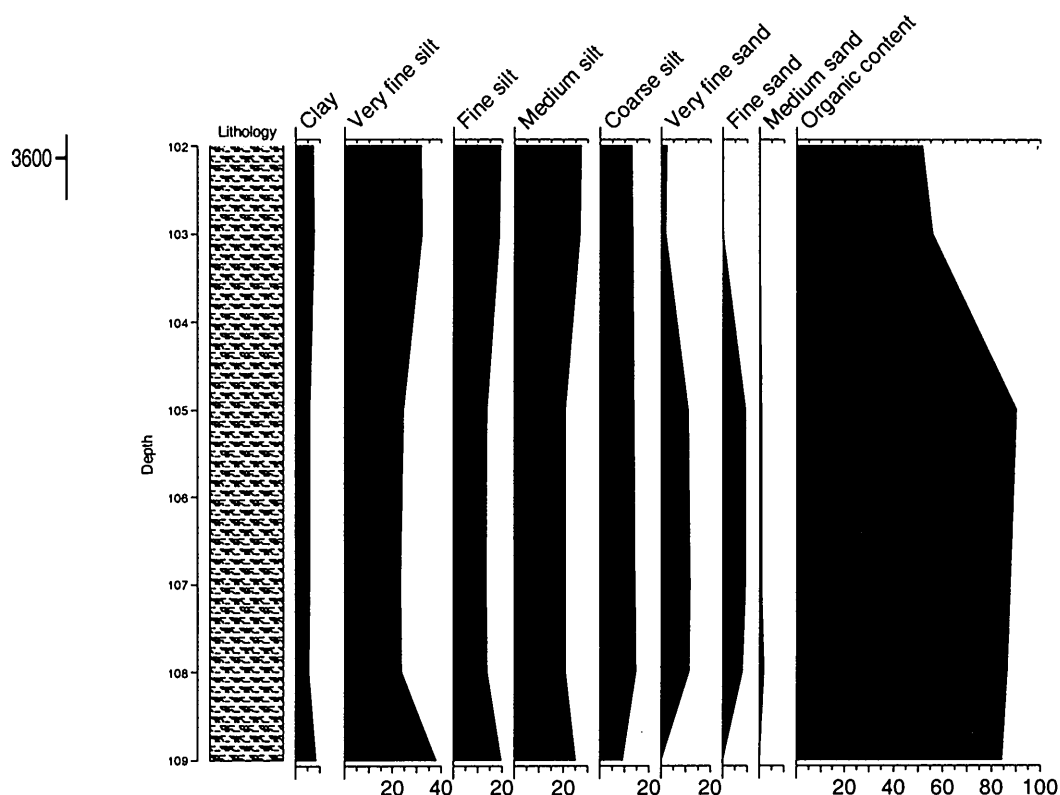 Clay
Very fine silt
Fine silt
Medium silt
Coarse silt
Very fine sand
Fine sand
Medium sand
Organic content
Lithology
3600
102
103
104
105
106
107
108
109
Depth
20 40 20 20 20 20 20 40 60 80 100